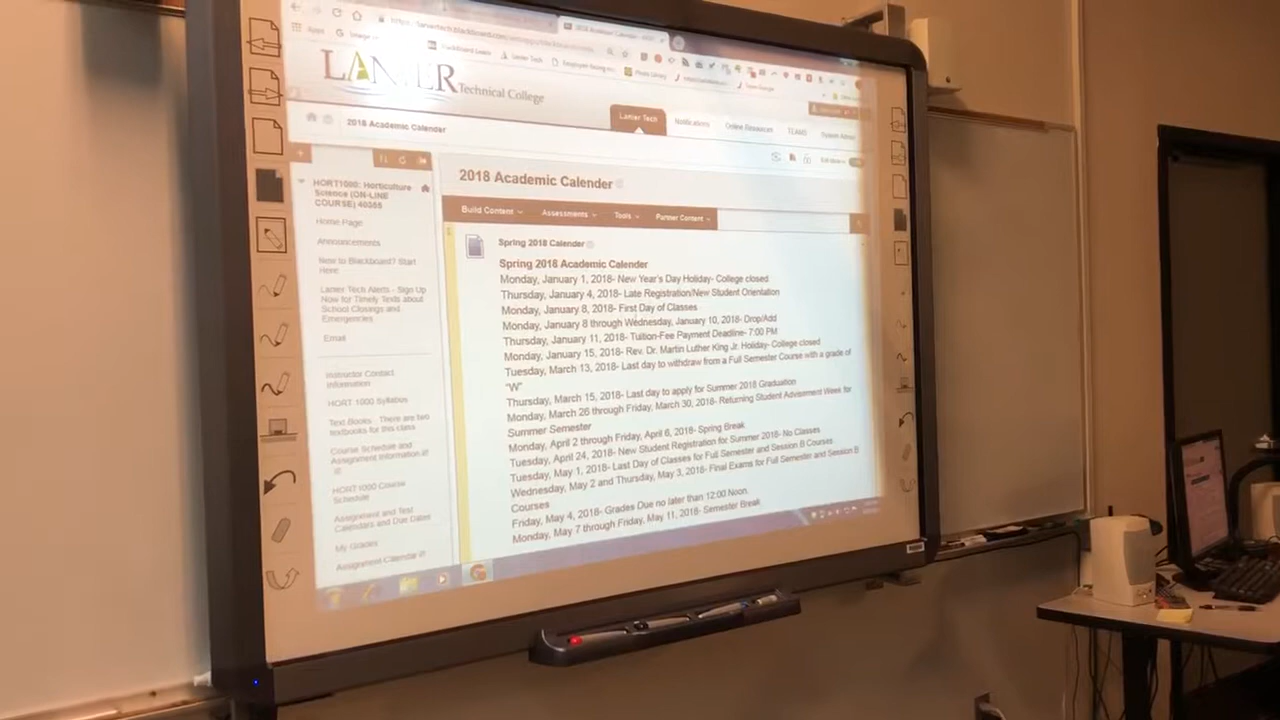 Apps
LANIER Technical College
Lanier Tech
Notifications
Online Resources
TEAMS
2018 Academic Calender
HORT1000: Horticulture
Science (ON-LINE
COURSE) 40365
Home Page
Announcements
New to Blackboard? Start
Here
Lanier Tech Alerts - Sign Up
Now for Timely Texts about
School Closings and
Emergencies
Email
Instructor Contact
Information
HORT 1000 Syllabus
Text Books - There are two
textbooks for this class
Course Schedule and
Assignment Information
HORT 1000 Course
Schedule
Assignment and Test
Calendars and Due Dates
My Grades
Assignment Calendar
2018 Academic Calender
Build Content
Assessments
Tools
Partner Content
Spring 2018 Calender
Spring 2018 Academic Calender
Monday, January 1, 2018- New Year's Day Holiday- College closed
Thursday, January 4, 2018- Late Registration/New Student Orientation
Monday, January 8, 2018- First Day of Classes
Monday, January 8 through Wednesday, January 10, 2018- Drop/Add
Thursday, January 11, 2018- Tuition-Fee Payment Deadline- 7:00 PM
Monday, January 15, 2018- Rev. Dr. Martin Luther King Jr. Holiday- College closed
Tuesday, March 13, 2018- Last day to withdraw from a Full Semester Course with a grade of
"W"
Thursday, March 15, 2018- Last day to apply for Summer 2018 Graduation
Monday, March 26 through Friday, March 30, 2018- Returning Student Advisement Week for
Summer Semester
Monday, April 2 through Friday, April 6, 2018- Spring Break
Tuesday, April 24, 2018- New Student Registration for Summer 2018- No Classes
Tuesday, May 1, 2018- Last Day of Classes for Full Semester and Session B Courses
Wednesday, May 2 and Thursday, May 3, 2018- Final Exams for Full Semester and Session B
Courses
Friday, May 4, 2018- Grades Due no later than 12:00 Noon.
Monday, May 7 through Friday, May 11, 2018- Semester Break